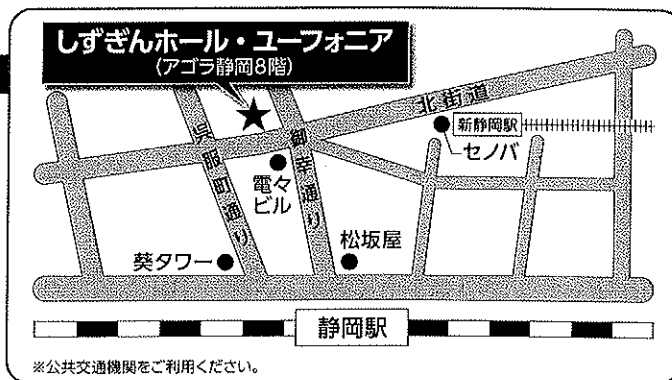 しずぎんホール・ユーフォニア
(アゴラ静岡8階)
北街道
新静岡駅
セノバ
呉服町通り
御幸通り
電々
ビル
松坂屋
葵タワー
静岡駅
※公共交通機関をご利用ください。